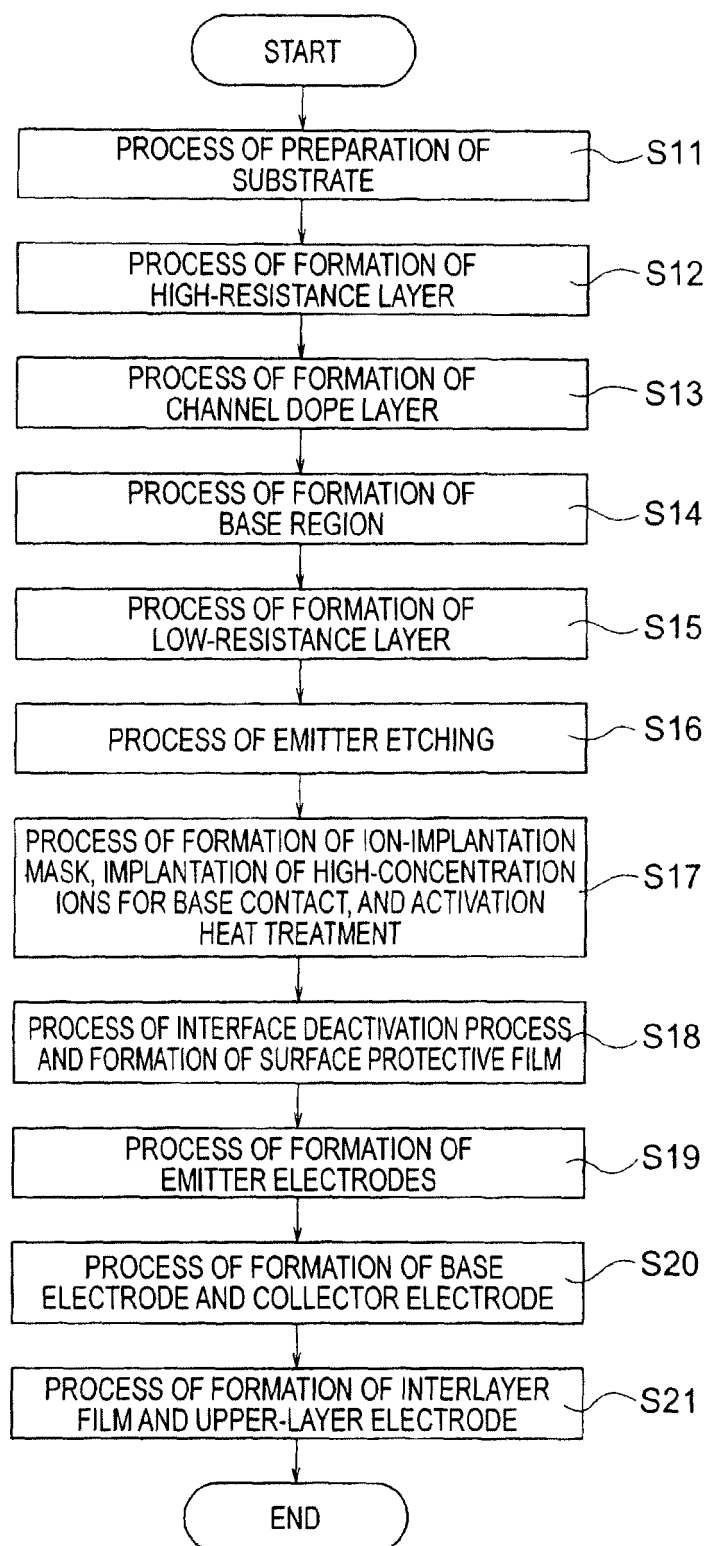 START
PROCESS OF PREPARATION OF
SUBSTRATE
S11
PROCESS OF FORMATION OF
HIGH-RESISTANCE LAYER
S12
PROCESS OF FORMATION OF
CHANNEL DOPE LAYER
S13
PROCESS OF FORMATION OF
BASE REGION
S14
PROCESS OF FORMATION OF
LOW-RESISTANCE LAYER
S15
PROCESS OF EMITTER ETCHING
S16
PROCESS OF FORMATION OF ION-IMPLANTATION
MASK, IMPLANTATION OF HIGH-CONCENTRATION
IONS FOR BASE CONTACT, AND ACTIVATION
HEAT TREATMENT
S17
PROCESS OF INTERFACE DEACTIVATION PROCESS
AND FORMATION OF SURFACE PROTECTIVE FILM
S18
PROCESS OF FORMATION OF
EMITTER ELECTRODES
S19
PROCESS OF FORMATION OF BASE
ELECTRODE AND COLLECTOR ELECTRODE
S20
PROCESS OF FORMATION OF INTERLAYER
FILM AND UPPER-LAYER ELECTRODE
S21
END